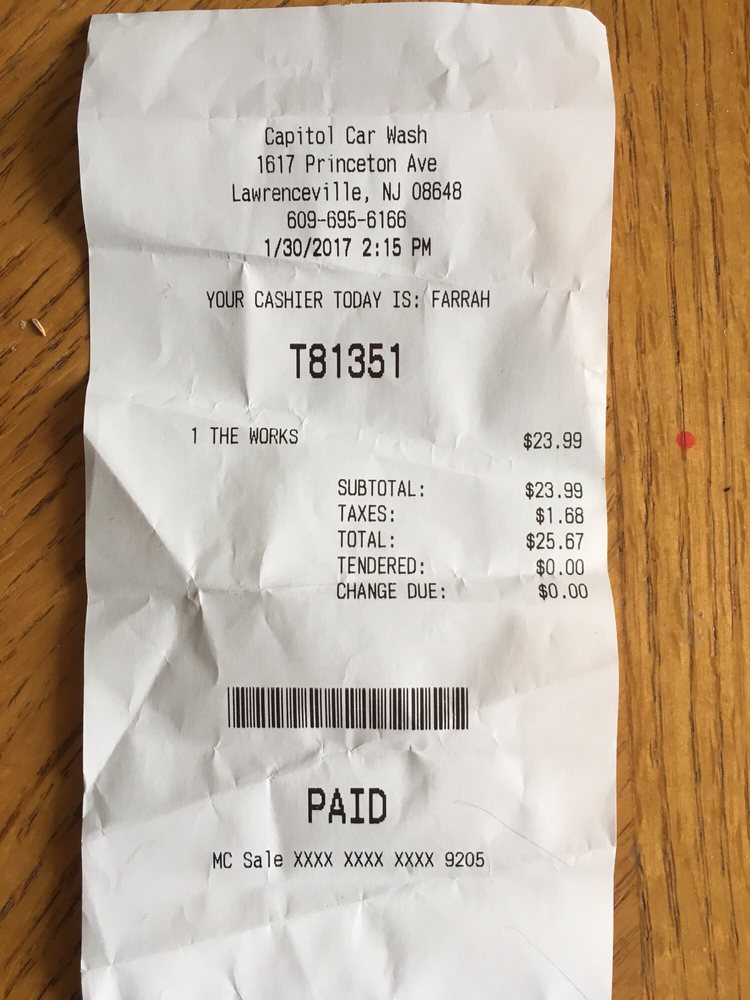 Capitol Car Wash
1617 Princeton Ave
Lawrenceville, NJ 08648
609-695-6166
1/30/2017 2:15 PM
YOUR CASHIER TODAY IS: FARRAH
T81351
1 THE WORKS $23.99
SUBTOTAL: $23.99
TAXES: $1.68
TOTAL: $25.67
TENDERED: $0.00
CHANGE DUE: $0.00
PAID
MC Sale XXXX XXXX XXXX 9205